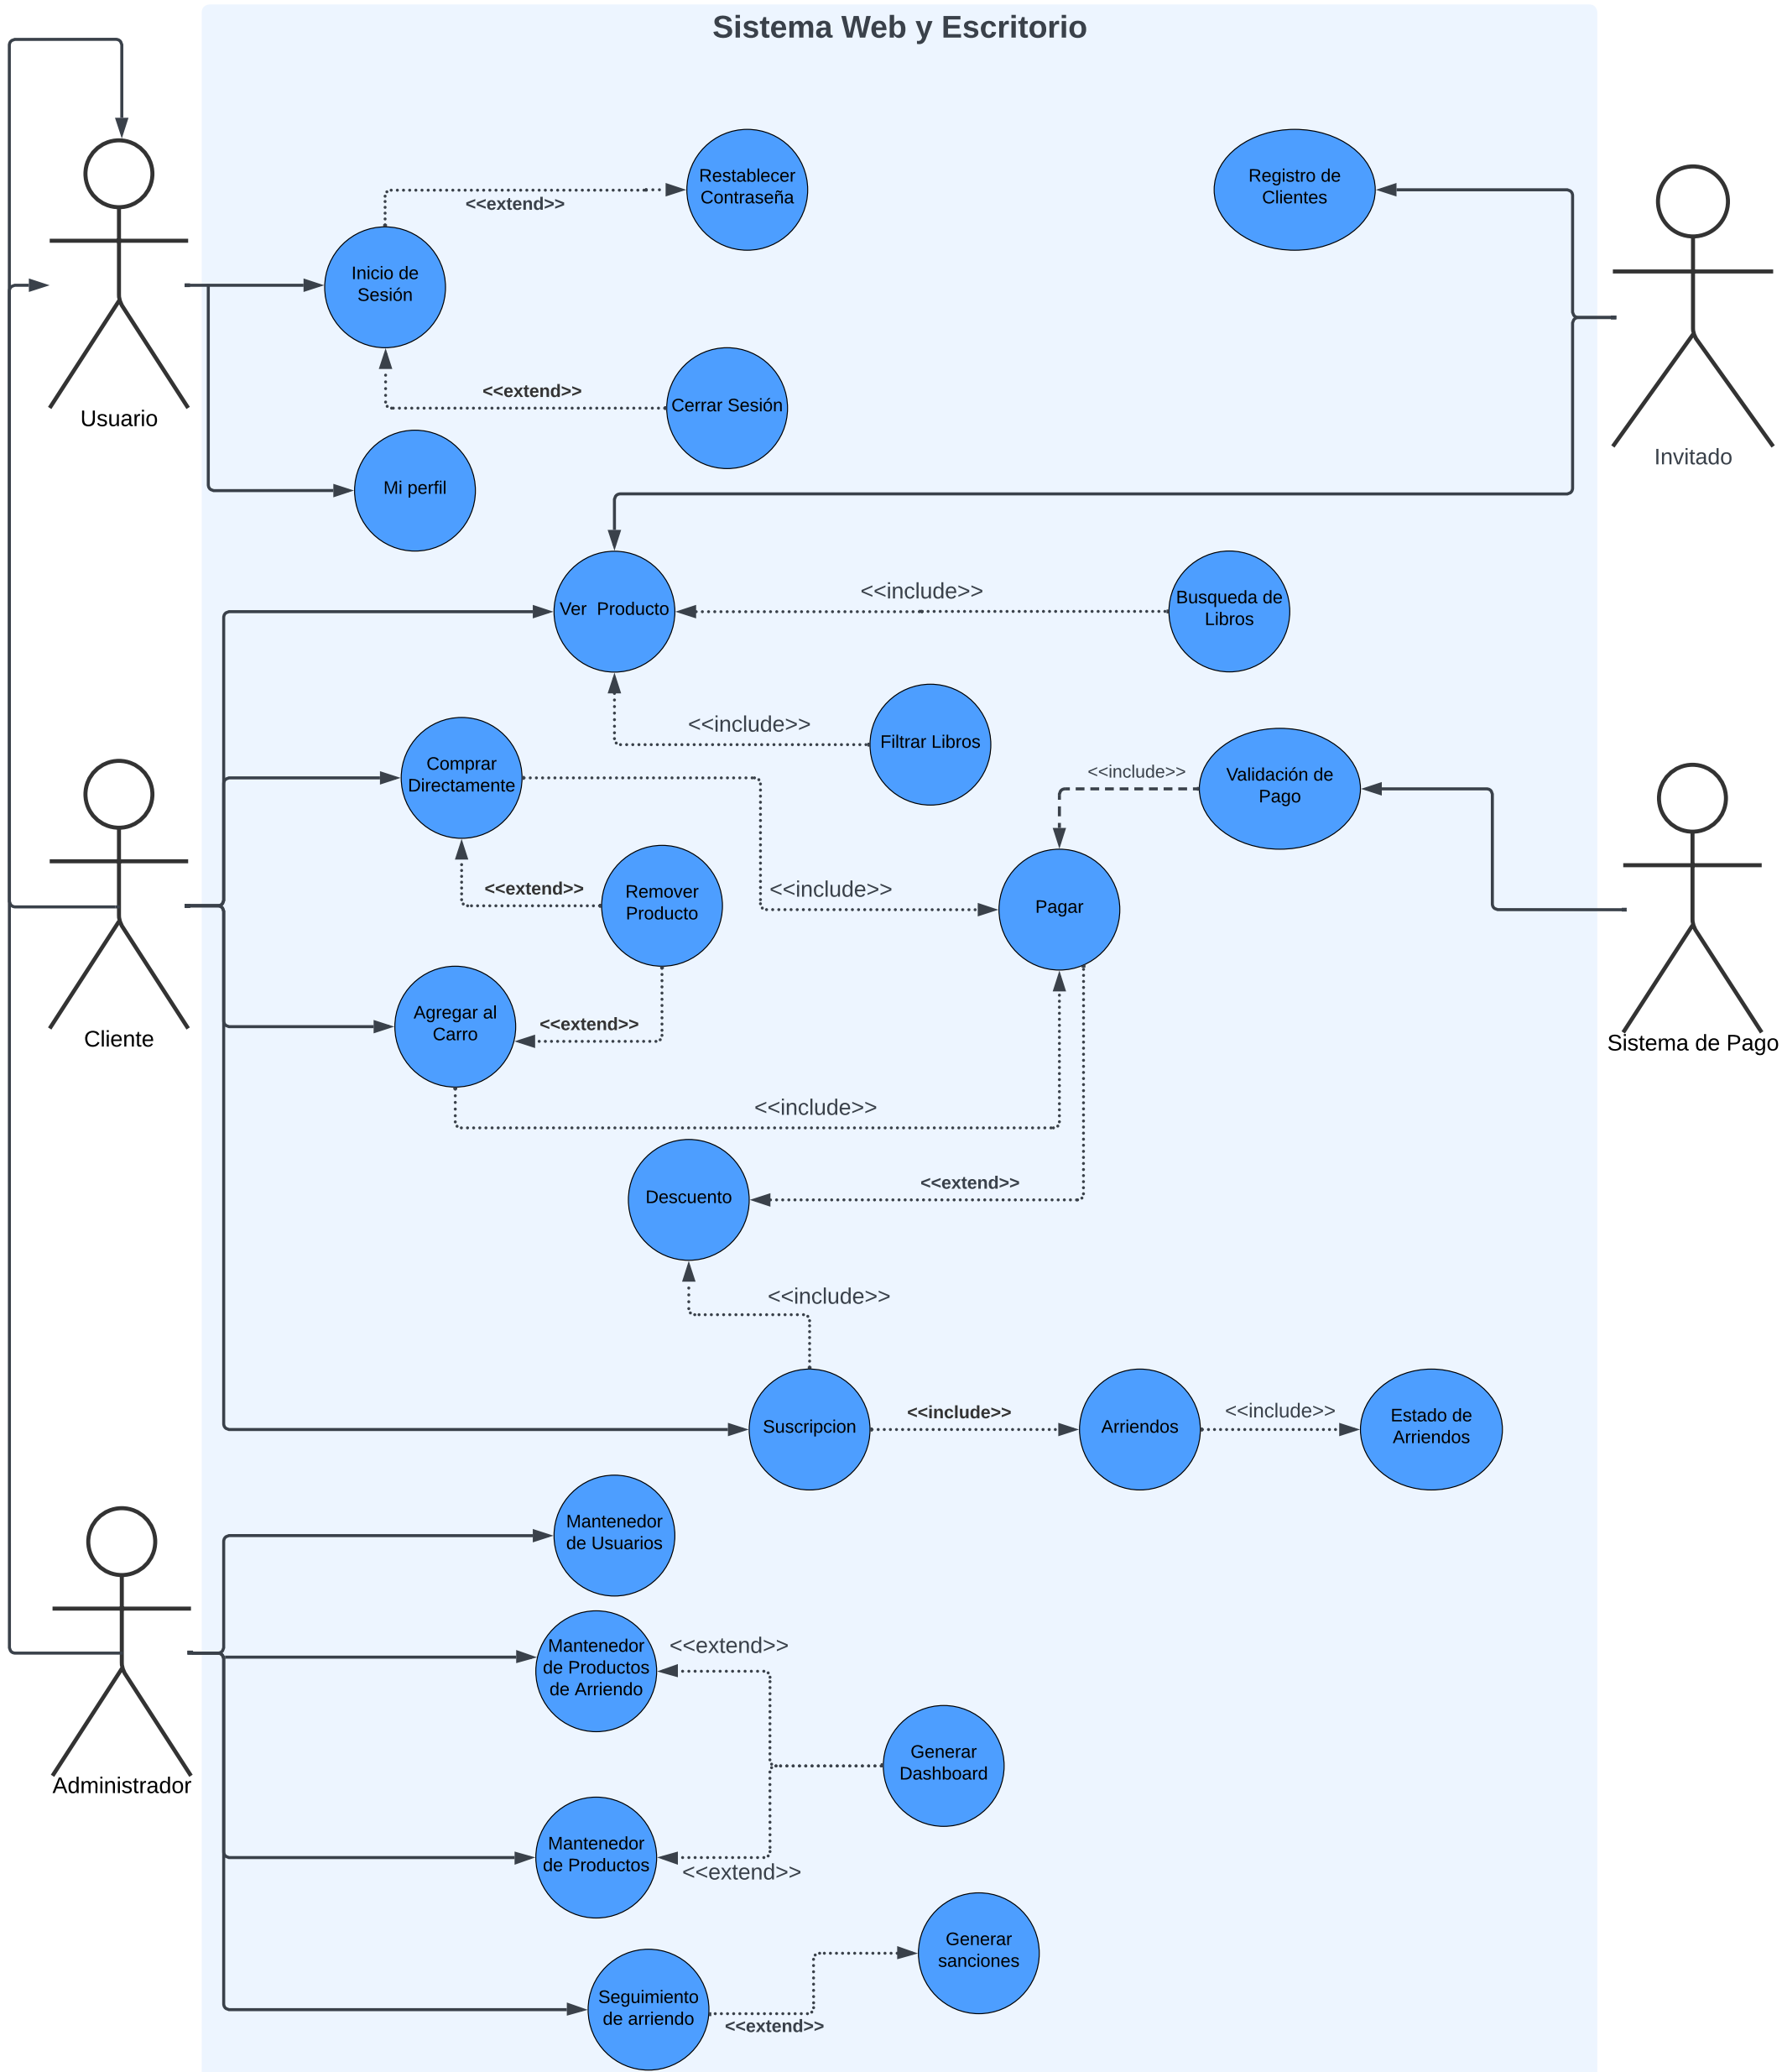 Sistema Web y Escritorio
Restablecer
Contraseña
<<extend>>
Registro de
Clientes
Inicio de
Sesión
Usuario
<<extend>>
Cerrar Sesión
Invitado
Mi perfil
Ver  Producto
<<include>>
Busqueda de
Libros
<<include>>
Filtrar Libros
Comprar
Directamente
<<include>>
Validación de
Pago
<<extend>>
Remover
Producto
<<include>>
Pagar
Cliente
Agregar al
Carro
<<extend>>
Sistema de Pago
<<include>>
Descuento
<<extend>>
<<include>>
Suscripcion
<<include>>
Arriendos
<<include>>
Estado de
Arriendos
Mantenedor
de Usuarios
Mantenedor
de Productos
de Arriendo
<<extend>>
Generar
Dashboard
Administrador
Mantenedor
de Productos
<<extend>>
Generar
sanciones
Seguimiento
de arriendo
<<extend>>